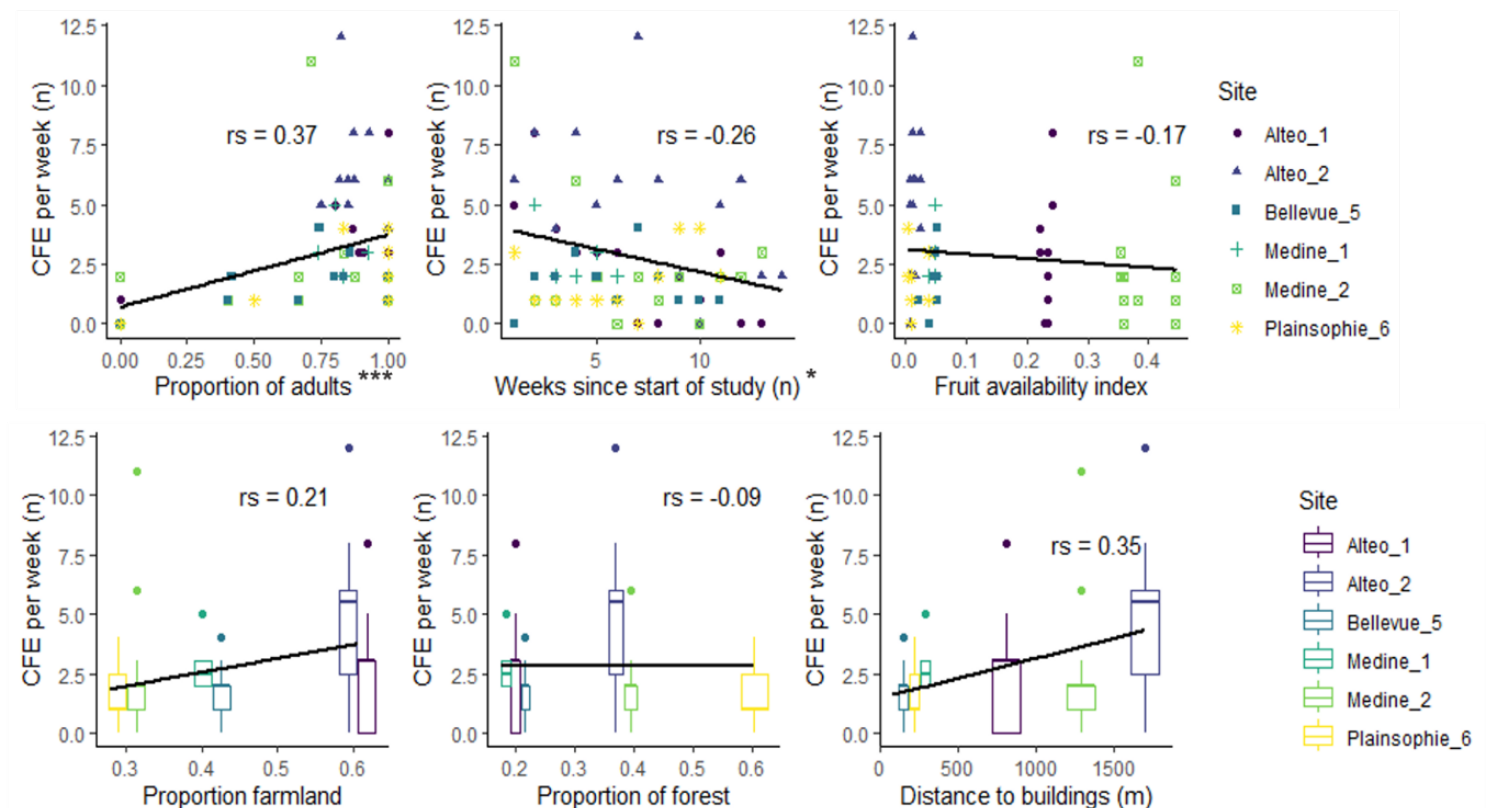 12.5
10.0
7.5
5.0
2.5
0.0
CFE per week (n)
rs = 0.37
0.00 0.25 0.50 0.75 1.00
Proportion of adults ***
12.5
10.0
7.5
5.0
2.5
0.0
CFE per week (n)
rs = -0.26
5 10
Weeks since start of study (n) *
12.5
10.0
7.5
5.0
2.5
0.0
CFE per week (n)
rs = -0.17
0.0 0.1 0.2 0.3 0.4
Fruit availability index
Site
Alteo_1
Alteo_2
Bellevue_5
Medine_1
Medine_2
Plainsophie_6
12.5
10.0
7.5
5.0
2.5
0.0
CFE per week (n)
rs = 0.21
0.3 0.4 0.5 0.6
Proportion farmland
12.5
10.0
7.5
5.0
2.5
0.0
CFE per week (n)
rs = -0.09
0.2 0.3 0.4 0.5 0.6
Proportion of forest
12.5
10.0
7.5
5.0
2.5
0.0
CFE per week (n)
rs = 0.35
0 500 1000 1500
Distance to buildings (m)
Site
Alteo_1
Alteo_2
Bellevue_5
Medine_1
Medine_2
Plainsophie_6